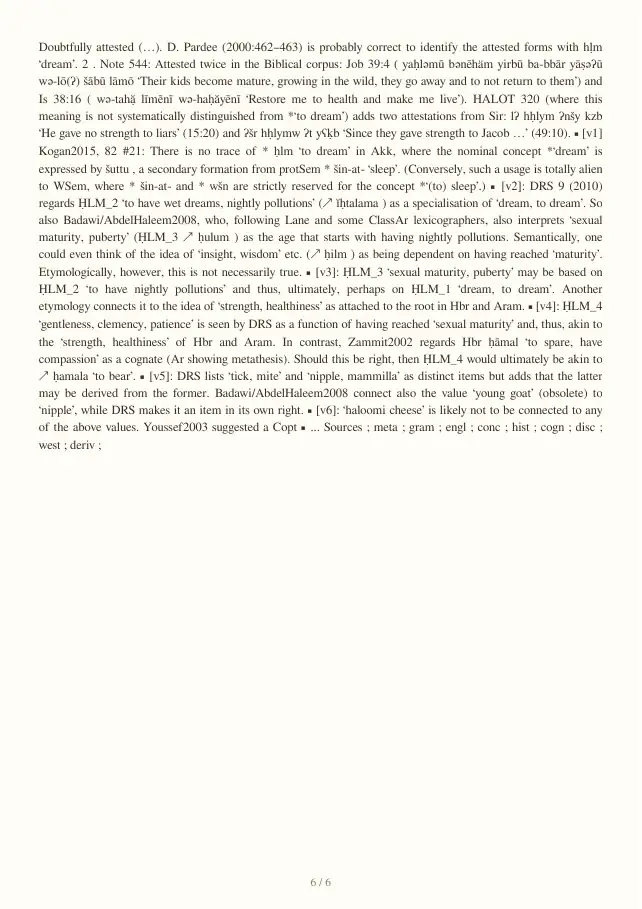 Doubtfully attested (…). D. Pardee (2000:462–463) is probably correct to identify the attested forms with ḥlm
‘dream’. 2 . Note 544: Attested twice in the Biblical corpus: Job 39:4 ( yaḥləmū bənēhäm yirbū ba-bbār yāṣəʔū
wə-lō(ʔ) šābū lāmō ‘Their kids become mature, growing in the wild, they go away and to not return to them’) and
Is 38:16 ( wə-taḥạ̈ līmēnī wə-haḥạ̈yēnī ‘Restore me to health and make me live’). HALOT 320 (where this
meaning is not systematically distinguished from *‘to dream’) adds two attestations from Sir: lʔ hḥlym ʔnšy kzb
‘He gave no strength to liars’ (15:20) and ʔšr hḥlymw ʔt yʕḳb ‘Since they gave strength to Jacob …’ (49:10). ▪ [v1]
Kogan2015, 82 #21: There is no trace of * ḥlm ‘to dream’ in Akk, where the nominal concept *‘dream’ is
expressed by šuttu , a secondary formation from protSem * šin-at- ‘sleep’. (Conversely, such a usage is totally alien
to WSem, where * šin-at- and * wšn are strictly reserved for the concept *‘(to) sleep’.) ▪ [v2]: DRS 9 (2010)
regards ḤLM_2 ‘to have wet dreams, nightly pollutions’ (↗ ĭḥtalama ) as a specialisation of ‘dream, to dream’. So
also Badawi/AbdelHaleem2008, who, following Lane and some ClassAr lexicographers, also interprets ‘sexual
maturity, puberty’ (ḤLM_3 ↗ ḥulum ) as the age that starts with having nightly pollutions. Semantically, one
could even think of the idea of ‘insight, wisdom’ etc. (↗ ḥilm ) as being dependent on having reached ‘maturity’.
Etymologically, however, this is not necessarily true. ▪ [v3]: ḤLM_3 ‘sexual maturity, puberty’ may be based on
ḤLM_2 ‘to have nightly pollutions’ and thus, ultimately, perhaps on ḤLM_1 ‘dream, to dream’. Another
etymology connects it to the idea of ‘strength, healthiness’ as attached to the root in Hbr and Aram. ▪ [v4]: ḤLM_4
‘gentleness, clemency, patience’ is seen by DRS as a function of having reached ‘sexual maturity’ and, thus, akin to
the ‘strength, healthiness’ of Hbr and Aram. In contrast, Zammit2002 regards Hbr ḥāmal ‘to spare, have
compassion’ as a cognate (Ar showing metathesis). Should this be right, then ḤLM_4 would ultimately be akin to
↗ ḥamala ‘to bear’. ▪ [v5]: DRS lists ‘tick, mite’ and ‘nipple, mammilla’ as distinct items but adds that the latter
may be derived from the former. Badawi/AbdelHaleem2008 connect also the value ‘young goat’ (obsolete) to
‘nipple’, while DRS makes it an item in its own right. ▪ [v6]: ‘haloomi cheese’ is likely not to be connected to any
of the above values. Youssef2003 suggested a Copt ▪ ... Sources ; meta ; gram ; engl ; conc ; hist ; cogn ; disc ;
west ; deriv ;
6 / 6